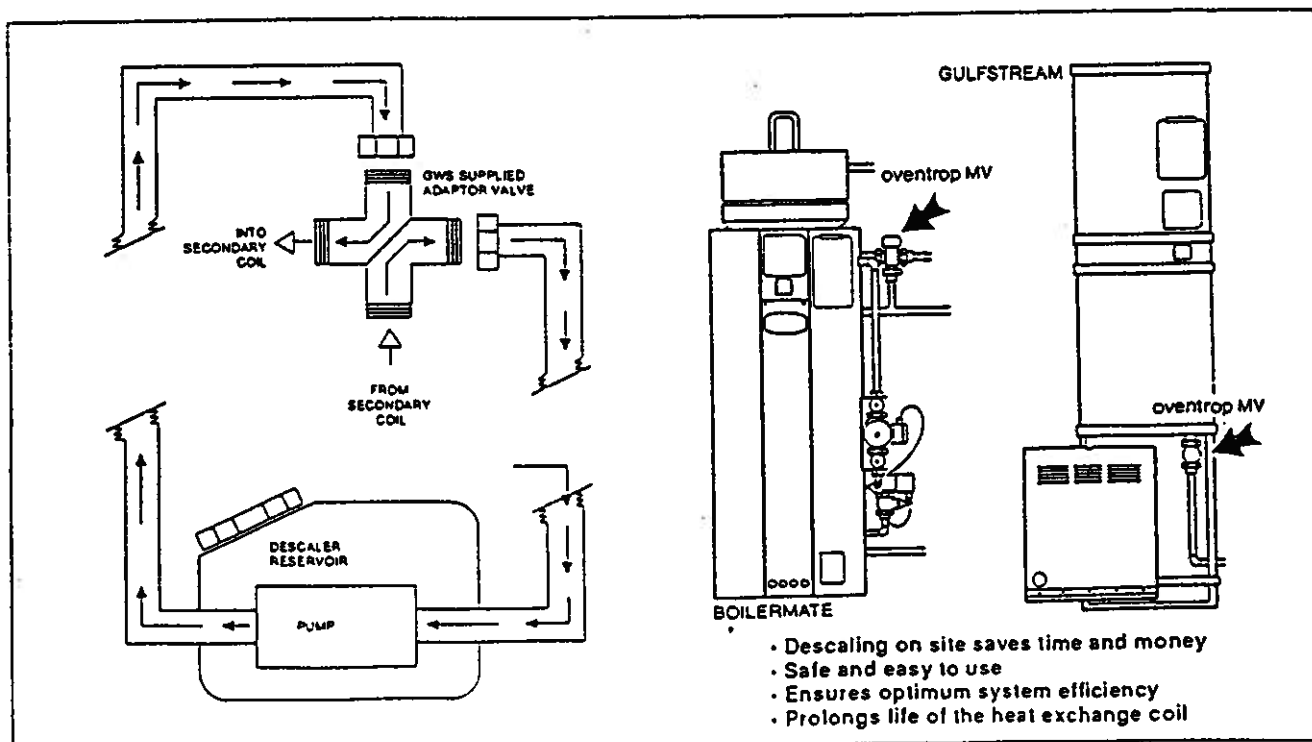 GWS SUPPLIED
ADAPTOR VALVE
INTO
SECONDARY
COIL
FROM
SECONDARY
COIL
DESCALER
RESERVOIR
PUMP
GULFSTREAM
oventrop MV
oventrop MV
BOILERMATE
• Descaling on site saves time and money
• Safe and easy to use
• Ensures optimum system efficiency
• Prolongs life of the heat exchange coil